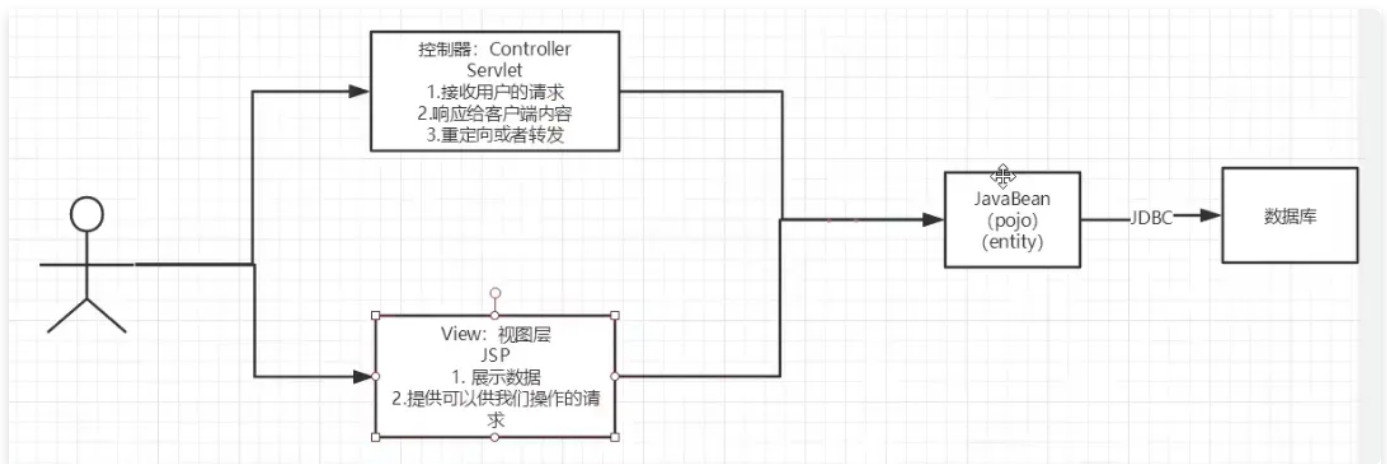 控制器：Controller
Servlet
1.接收用户的请求
2.响应给客户端内容
3.重定向或者转发
View：视图层
JSP
1. 展示数据
2.提供可以供我们操作的请
求
JavaBean
(pojo)
(entity)
JDBC
数据库